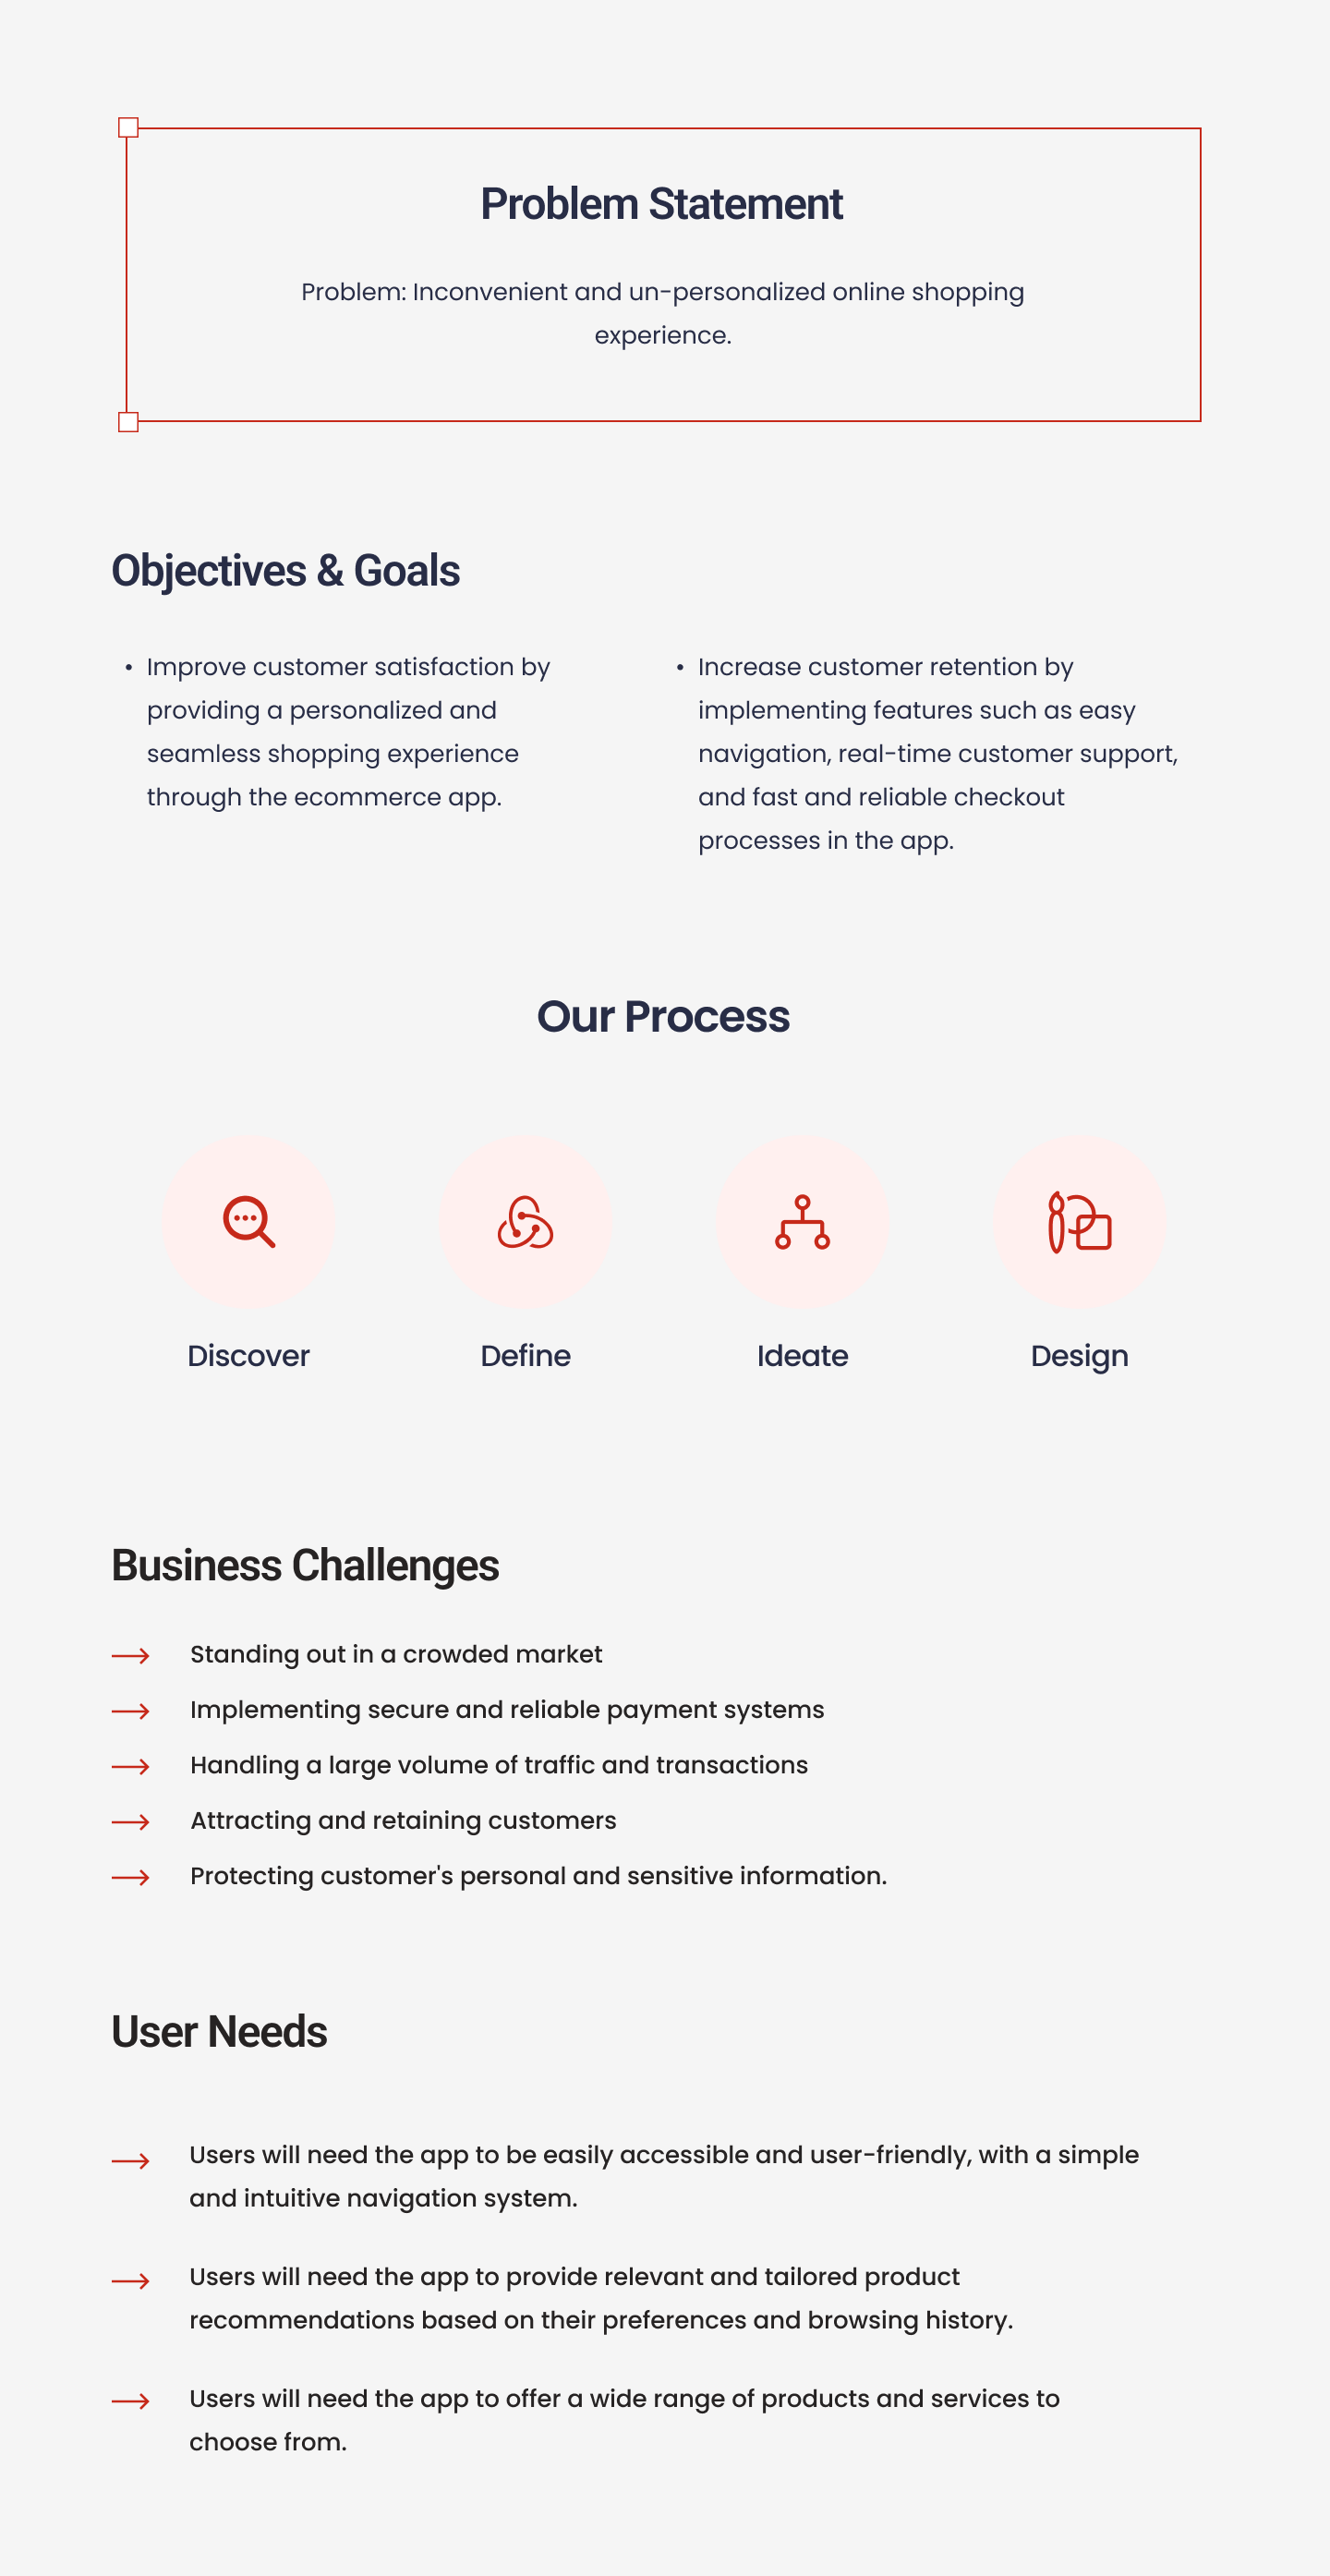 Problem Statement
Problem: Inconvenient and un-personalized online shopping
experience.
Objectives & Goals
• Improve customer satisfaction by
providing a personalized and
seamless shopping experience
through the ecommerce app.
• Increase customer retention by
implementing features such as easy
navigation, real-time customer support,
and fast and reliable checkout
processes in the app.
Our Process
Discover
Define
Ideate
Design
Business Challenges
Standing out in a crowded market
Implementing secure and reliable payment systems
Handling a large volume of traffic and transactions
Attracting and retaining customers
Protecting customer's personal and sensitive information.
User Needs
Users will need the app to be easily accessible and user-friendly, with a simple
and intuitive navigation system.
Users will need the app to provide relevant and tailored product
recommendations based on their preferences and browsing history.
Users will need the app to offer a wide range of products and services to
choose from.